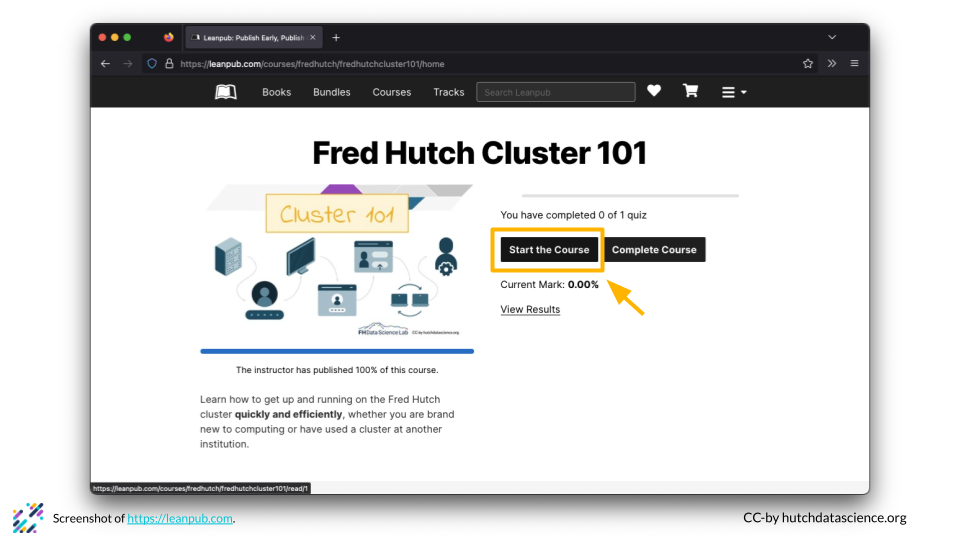 Leanpub: Publish Early, Publish
https://leanpub.com/courses/fredhutch/fredhutchcluster101/home
Books Bundles Courses Tracks Search Leanpub
Fred Hutch Cluster 101
Cluster 101
FHData Science Lab CC-by hutchdatascience.org
You have completed 0 of 1 quiz
Start the Course Complete Course
Current Mark: 0.00%
View Results
The instructor has published 100% of this course.
Learn how to get up and running on the Fred Hutch
cluster quickly and efficiently, whether you are brand
new to computing or have used a cluster at another
institution.
https://leanpub.com/courses/fredhutch/fredhutchcluster101/read/1
Screenshot of https://leanpub.com.
CC-by hutchdatascience.org